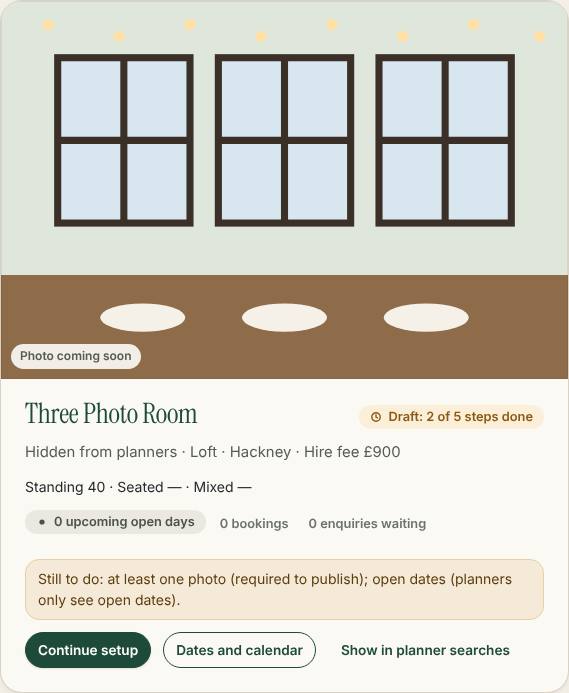 Photo coming soon
Three Photo Room
Draft: 2 of 5 steps done
Hidden from planners · Loft · Hackney · Hire fee £900
Standing 40 · Seated — · Mixed —
0 upcoming open days
0 bookings
0 enquiries waiting
Still to do: at least one photo (required to publish); open dates (planners
only see open dates).
Continue setup
Dates and calendar
Show in planner searches